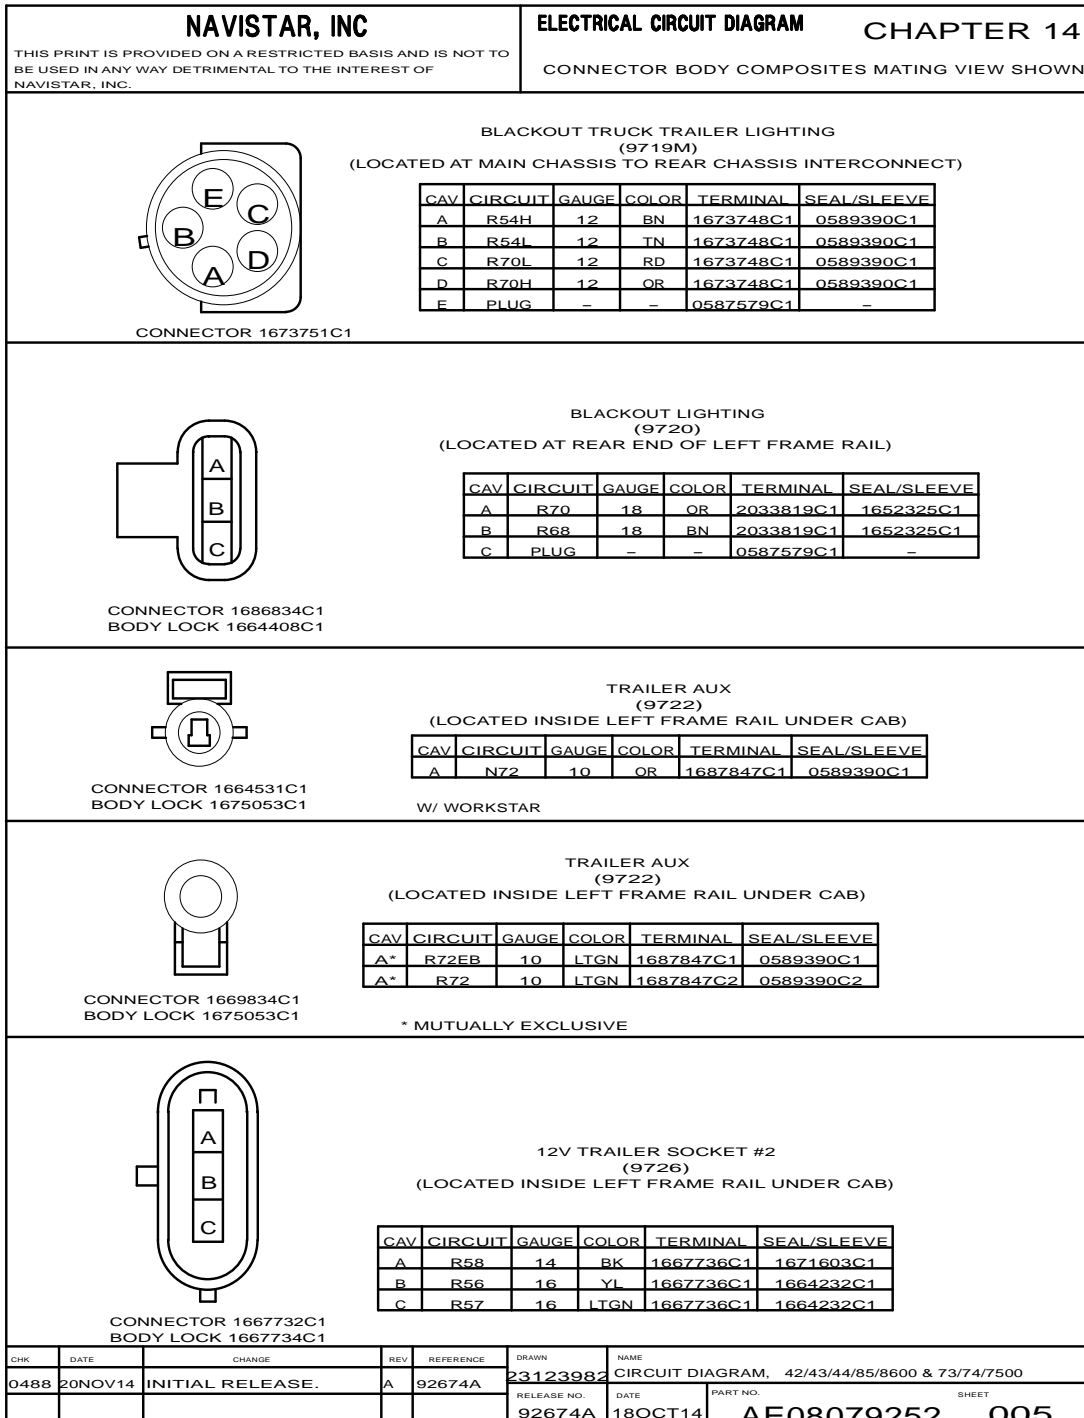 NAVISTAR, INC
THIS PRINT IS PROVIDED ON A RESTRICTED BASIS AND IS NOT TO
BE USED IN ANY WAY DETRIMENTAL TO THE INTEREST OF
NAVISTAR, INC.
ELECTRICAL CIRCUIT DIAGRAM CHAPTER 14
CONNECTOR BODY COMPOSITES MATING VIEW SHOWN
BLACKOUT TRUCK TRAILER LIGHTING
(9719M)
(LOCATED AT MAIN CHASSIS TO REAR CHASSIS INTERCONNECT)
E
C
B
D
A
CONNECTOR 1673751C1
CAV CIRCUIT GAUGE COLOR TERMINAL SEAL/SLEEVE
A R54H 12 BN 1673748C1 0589390C1
B R54L 12 TN 1673748C1 0589390C1
C R70L 12 RD 1673748C1 0589390C1
D R70H 12 OR 1673748C1 0589390C1
E PLUG – – 0587579C1 –
BLACKOUT LIGHTING
(9720)
(LOCATED AT REAR END OF LEFT FRAME RAIL)
A
B
C
CONNECTOR 1686834C1
BODY LOCK 1664408C1
CAV CIRCUIT GAUGE COLOR TERMINAL SEAL/SLEEVE
A R70 18 OR 2033819C1 1652325C1
B R68 18 BN 2033819C1 1652325C1
C PLUG – – 0587579C1 –
TRAILER AUX
(9722)
(LOCATED INSIDE LEFT FRAME RAIL UNDER CAB)
CONNECTOR 1664531C1
BODY LOCK 1675053C1
CAV CIRCUIT GAUGE COLOR TERMINAL SEAL/SLEEVE
A N72 10 OR 1687847C1 0589390C1
W/ WORKSTAR
TRAILER AUX
(9722)
(LOCATED INSIDE LEFT FRAME RAIL UNDER CAB)
CONNECTOR 1669834C1
BODY LOCK 1675053C1
CAV CIRCUIT GAUGE COLOR TERMINAL SEAL/SLEEVE
A* R72EB 10 LTGN 1687847C1 0589390C1
A* R72 10 LTGN 1687847C2 0589390C2
* MUTUALLY EXCLUSIVE
12V TRAILER SOCKET #2
(9726)
(LOCATED INSIDE LEFT FRAME RAIL UNDER CAB)
A
B
C
CONNECTOR 1667732C1
BODY LOCK 1667734C1
CAV CIRCUIT GAUGE COLOR TERMINAL SEAL/SLEEVE
A R58 14 BK 1667736C1 1671603C1
B R56 16 YL 1667736C1 1664232C1
C R57 16 LTGN 1667736C1 1664232C1
CHK DATE CHANGE REV REFERENCE DRAWN NAME
0488 20NOV14 INITIAL RELEASE. A 92674A 23123982 CIRCUIT DIAGRAM, 42/43/44/85/8600 & 73/74/7500
RELEASE NO. DATE PART NO. SHEET
92674A 18OCT14 AE08079252 005